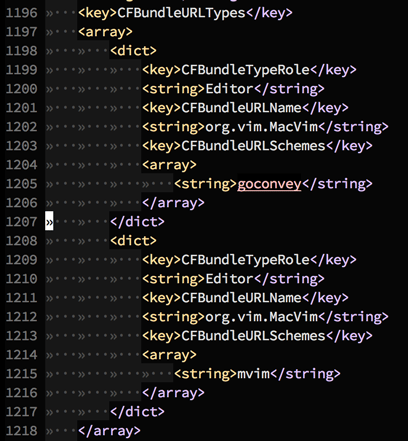 1196 » <key>CFBundleURLTypes</key>
1197 » <array>
1198 » » <dict>
1199 » » » <key>CFBundleTypeRole</key>
1200 » » » <string>Editor</string>
1201 » » » <key>CFBundleURLName</key>
1202 » » » <string>org.vim.MacVim</string>
1203 » » » <key>CFBundleURLSchemes</key>
1204 » » » <array>
1205 » » » » <string>goconvey</string>
1206 » » » </array>
1207 » » </dict>
1208 » » <dict>
1209 » » » <key>CFBundleTypeRole</key>
1210 » » » <string>Editor</string>
1211 » » » <key>CFBundleURLName</key>
1212 » » » <string>org.vim.MacVim</string>
1213 » » » <key>CFBundleURLSchemes</key>
1214 » » » <array>
1215 » » » » <string>mvim</string>
1216 » » » </array>
1217 » » </dict>
1218 » </array>